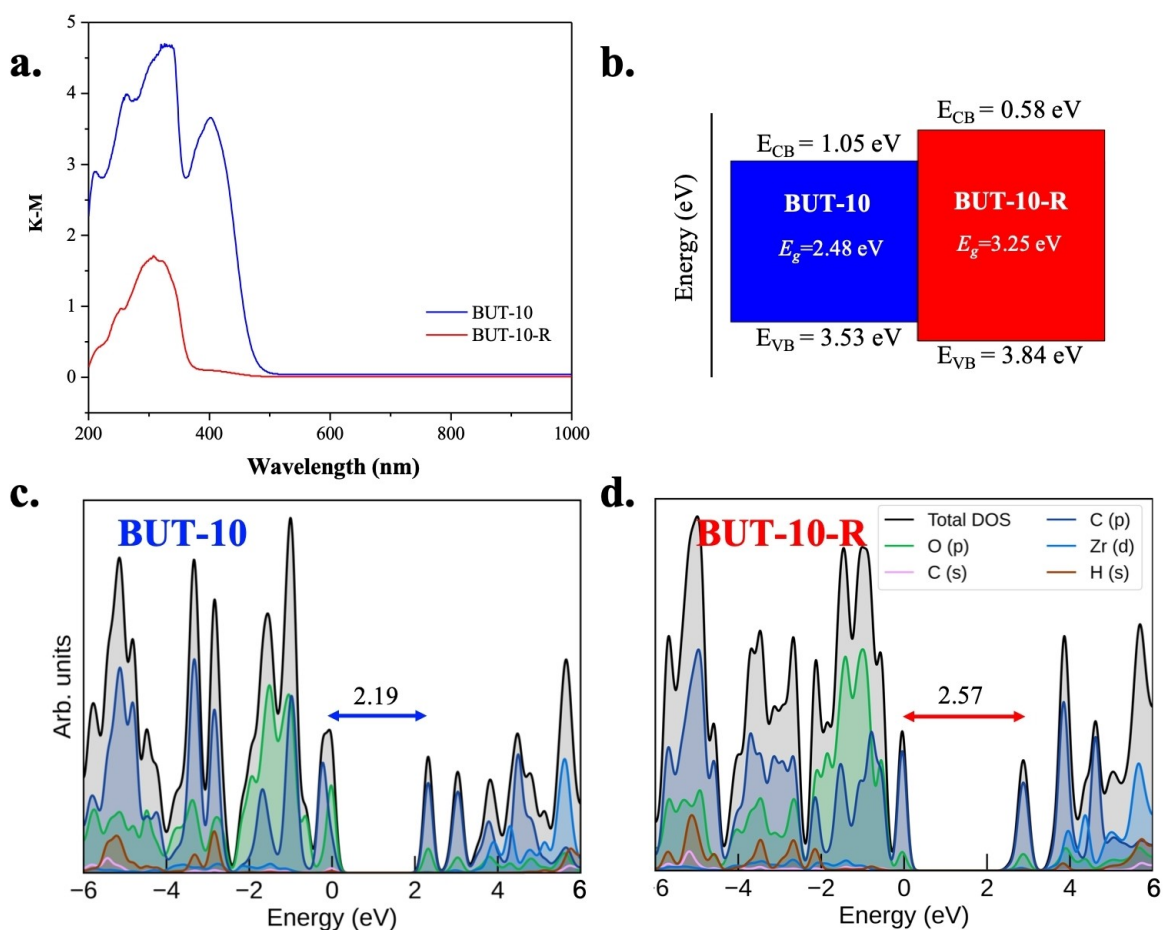 a.
5
4
3
2
1
0
K-M
200
400
600
800
1000
Wavelength (nm)
BUT-10
BUT-10-R
b.
Energy (eV)
E_CB = 1.05 eV
BUT-10
E_g=2.48 eV
E_VB = 3.53 eV
E_CB = 0.58 eV
BUT-10-R
E_g=3.25 eV
E_VB = 3.84 eV
c.
BUT-10
2.19
Arb. units
−6
−4
−2
0
2
4
6
Energy (eV)
d.
BUT-10-R
Total DOS
O (p)
C (s)
C (p)
Zr (d)
H (s)
2.57
-6
−4
−2
0
2
4
6
Energy (eV)